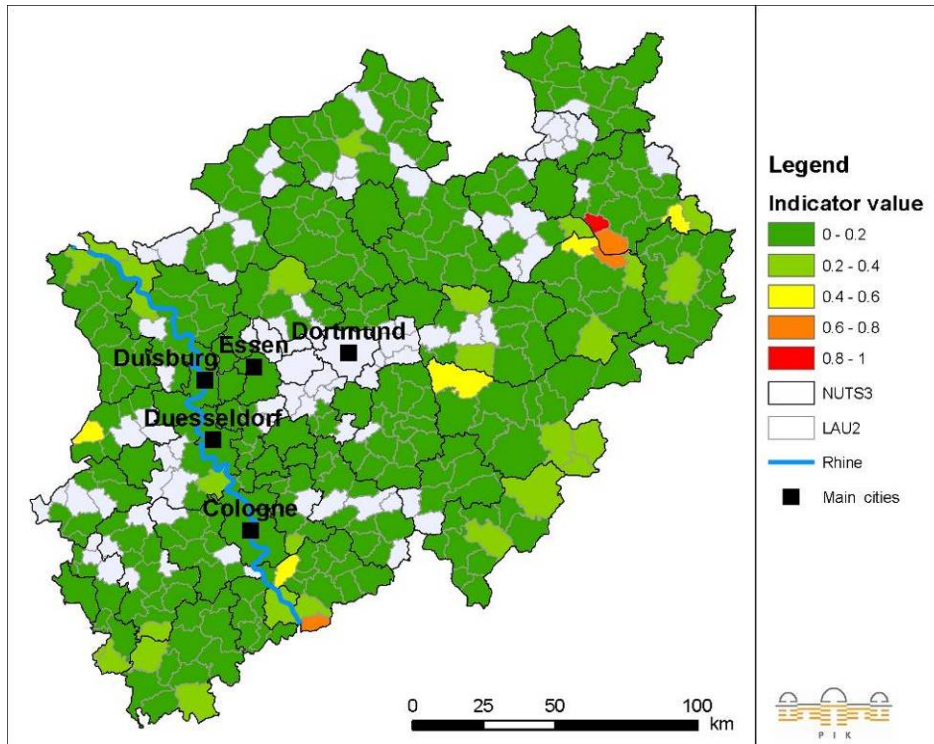 Dortmund
Essen
Duisburg
Duesseldorf
Cologne
0 25 50 100
km
Legend
Indicator value
0 - 0.2
0.2 - 0.4
0.4 - 0.6
0.6 - 0.8
0.8 - 1
NUTS3
LAU2
Rhine
Main cities
P I K